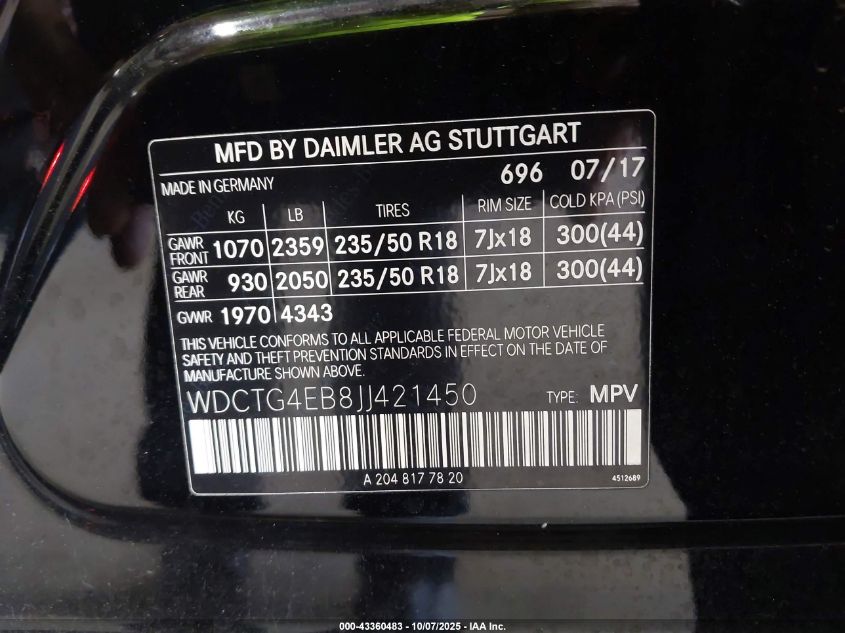 MFD BY DAIMLER AG STUTTGART
MADE IN GERMANY 696 07/17
KG LB TIRES RIM SIZE COLD KPA (PSI)
GAWR FRONT 1070 2359 235/50 R18 7Jx18 300(44)
GAWR REAR 930 2050 235/50 R18 7Jx18 300(44)
GVWR 1970 4343
THIS VEHICLE CONFORMS TO ALL APPLICABLE FEDERAL MOTOR VEHICLE
SAFETY AND THEFT PREVENTION STANDARDS IN EFFECT ON THE DATE OF
MANUFACTURE SHOWN ABOVE.
WDCTG4EB8JJ421450 TYPE: MPV
A 204 817 78 20
4512689
000-43360483 - 10/07/2025 - IAA Inc.